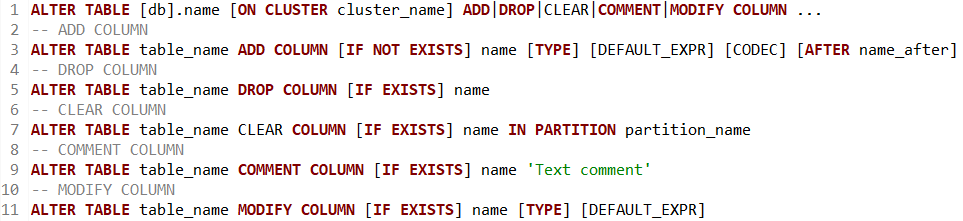 1 ALTER TABLE [db].name [ON CLUSTER cluster_name] ADD|DROP|CLEAR|COMMENT|MODIFY COLUMN ...
2 -- ADD COLUMN
3 ALTER TABLE table_name ADD COLUMN [IF NOT EXISTS] name [TYPE] [DEFAULT_EXPR] [CODEC] [AFTER name_after]
4 -- DROP COLUMN
5 ALTER TABLE table_name DROP COLUMN [IF EXISTS] name
6 -- CLEAR COLUMN
7 ALTER TABLE table_name CLEAR COLUMN [IF EXISTS] name IN PARTITION partition_name
8 -- COMMENT COLUMN
9 ALTER TABLE table_name COMMENT COLUMN [IF EXISTS] name 'Text comment'
10 -- MODIFY COLUMN
11 ALTER TABLE table_name MODIFY COLUMN [IF EXISTS] name [TYPE] [DEFAULT_EXPR]